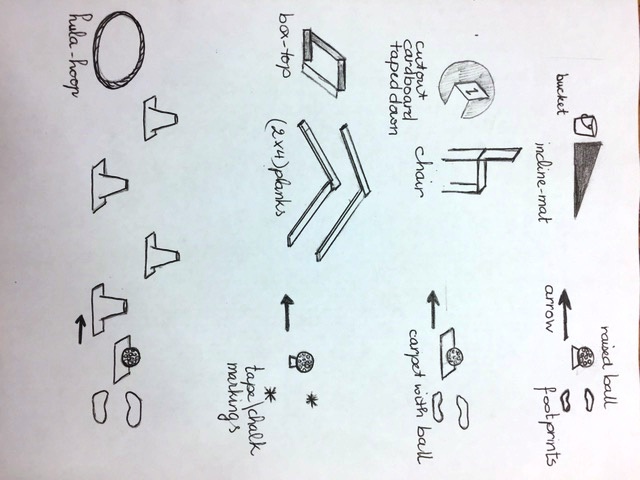 raised ball
bucket
incline-mat
arrow
footprints
1
cutout
cardboard
taped down
chair
carpet with ball
box-top
(2x4) planks
tape/chalk
markings
hula-hoop